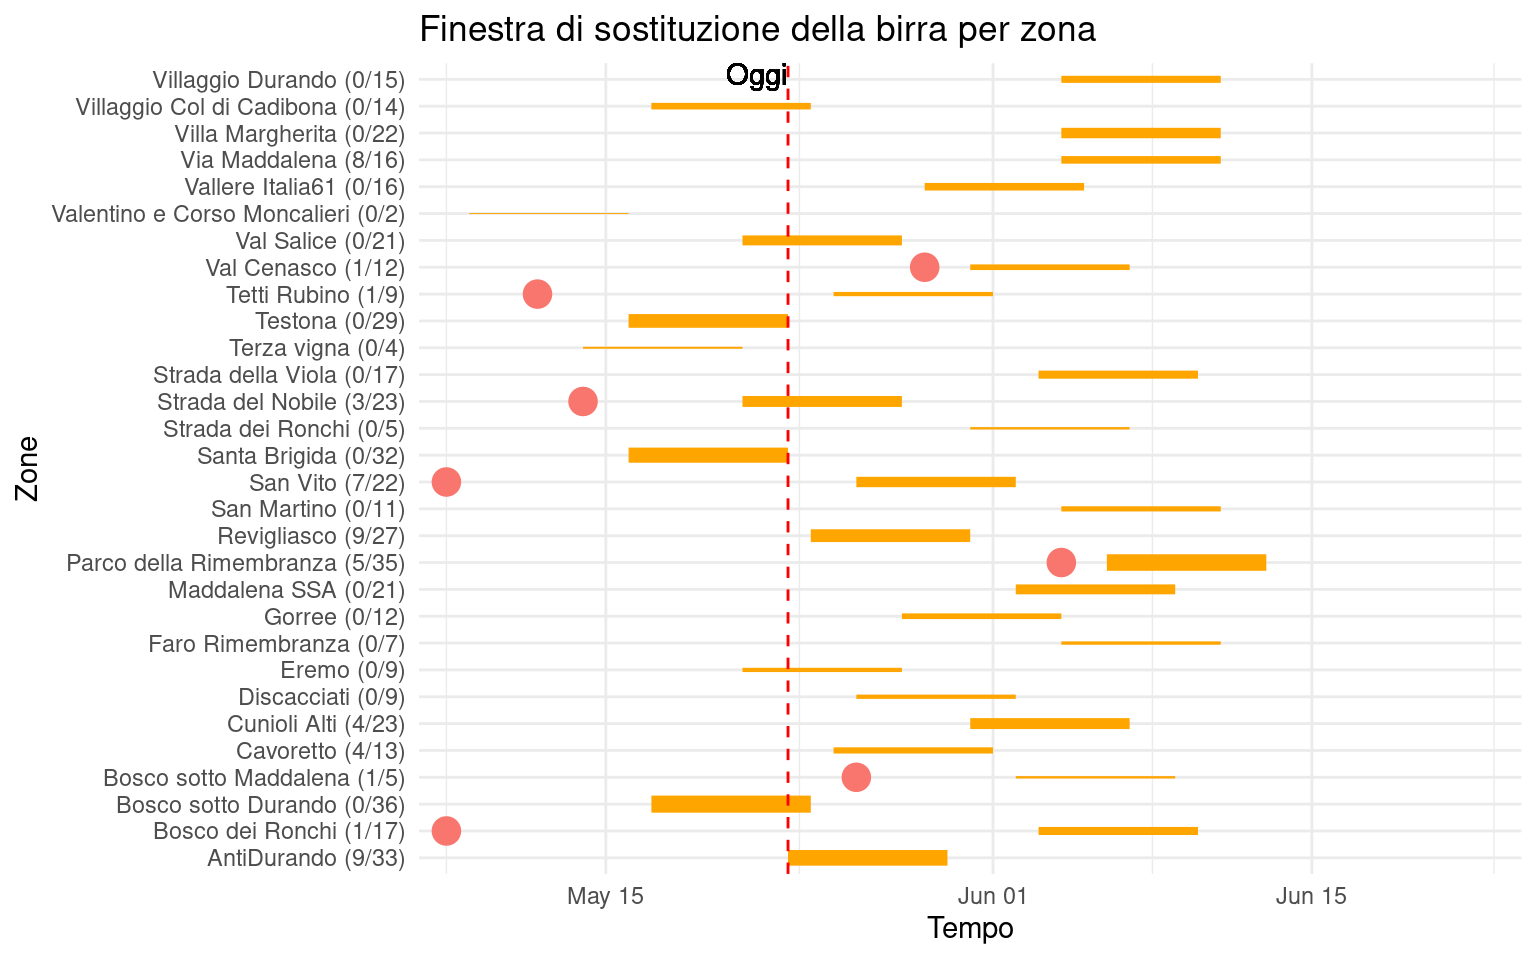 Finestra di sostituzione della birra per zona
Oggi
Villaggio Durando (0/15)
Villaggio Col di Cadibona (0/14)
Villa Margherita (0/22)
Via Maddalena (8/16)
Vallere Italia61 (0/16)
Valentino e Corso Moncalieri (0/2)
Val Salice (0/21)
Val Cenasco (1/12)
Tetti Rubino (1/9)
Testona (0/29)
Terza vigna (0/4)
Strada della Viola (0/17)
Strada del Nobile (3/23)
Strada dei Ronchi (0/5)
Santa Brigida (0/32)
San Vito (7/22)
San Martino (0/11)
Revigliasco (9/27)
Parco della Rimembranza (5/35)
Maddalena SSA (0/21)
Gorree (0/12)
Faro Rimembranza (0/7)
Eremo (0/9)
Discacciati (0/9)
Cunioli Alti (4/23)
Cavoretto (4/13)
Bosco sotto Maddalena (1/5)
Bosco sotto Durando (0/36)
Bosco dei Ronchi (1/17)
AntiDurando (9/33)
Zone
May 15
Jun 01
Jun 15
Tempo